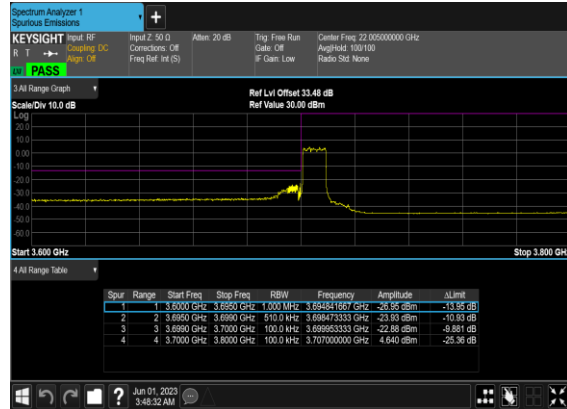 Spectrum Analyzer 1
Spurious Emissions
KEYSIGHT Input: RF Input Z: 50 Ω Atten: 20 dB Trig: Free Run Center Freq: 22.005000000 GHz
R T Coupling: DC Corrections: Off Gate: Off Avg|Hold: 100/100
Align: Off Freq Ref: Int (S) IF Gain: Low Radio Std: None
PASS
3 All Range Graph
Ref Lvl Offset 33.48 dB
Scale/Div 10.0 dB Ref Value 30.00 dBm
Log
20.0
10.0
0.00
-10.0
-20.0
-30.0
-40.0
-50.0
-60.0
Start 3.600 GHz Stop 3.800 GH
4 All Range Table
Spur Range Start Freq Stop Freq RBW Frequency Amplitude ΔLimit
1 1 3.6000 GHz 3.6950 GHz 1.000 MHz 3.694841667 GHz -26.95 dBm -13.95 dB
2 2 3.6950 GHz 3.6990 GHz 510.0 kHz 3.698473333 GHz -23.93 dBm -10.93 dB
3 3 3.6990 GHz 3.7000 GHz 100.0 kHz 3.699953333 GHz -22.88 dBm -9.881 dB
4 4 3.7000 GHz 3.8000 GHz 100.0 kHz 3.707000000 GHz 4.640 dBm -25.36 dB
? Jun 01, 2023
3:48:32 AM